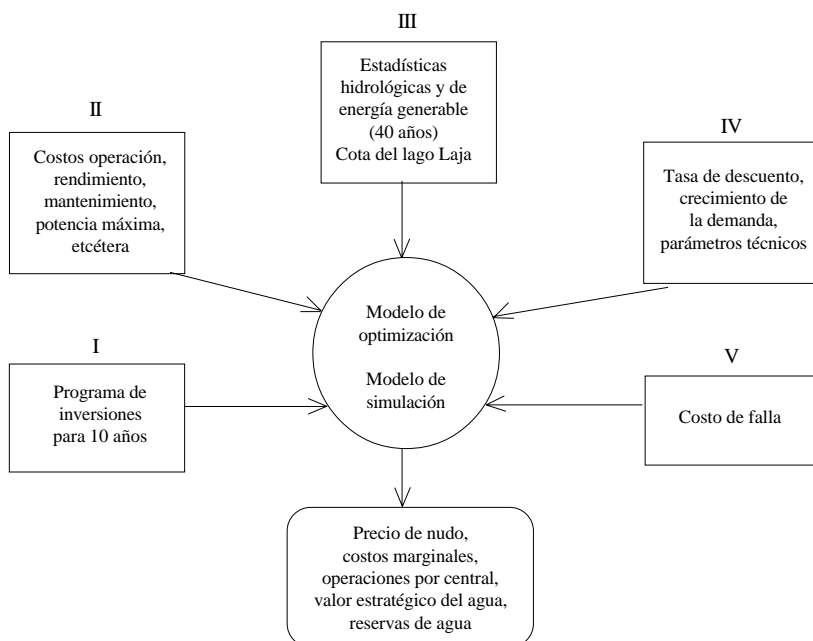 III
Estadísticas
hidrológicas y de
energía generable
(40 años)
Cota del lago Laja
II
Costos operación,
rendimiento,
mantenimiento,
potencia máxima,
etcétera
IV
Tasa de descuento,
crecimiento de
la demanda,
parámetros técnicos
Modelo de
optimización
Modelo de
simulación
I
Programa de
inversiones
para 10 años
V
Costo de falla
Precio de nudo,
costos marginales,
operaciones por central,
valor estratégico del agua,
reservas de agua